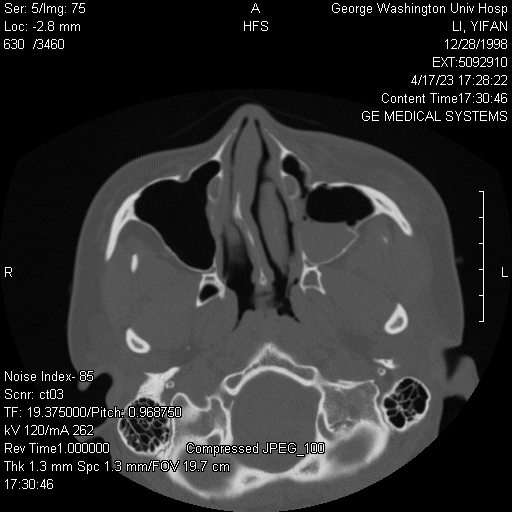 Ser: 5/Img: 75
Loc: -2.8 mm
630 /3460
A
HFS
George Washington Univ Hosp
LI, YIFAN
12/28/1998
EXT:5092910
4/17/23 17:28:22
Content Time17:30:46
GE MEDICAL SYSTEMS
R
L
Noise Index- 85
Scnr: ct03
TF: 19.375000/Pitch: 0.968750
kV 120/mA 262
Rev Time1.000000
Compressed JPEG_100
Thk 1.3 mm Spc 1.3 mm/FOV 19.7 cm
17:30:46